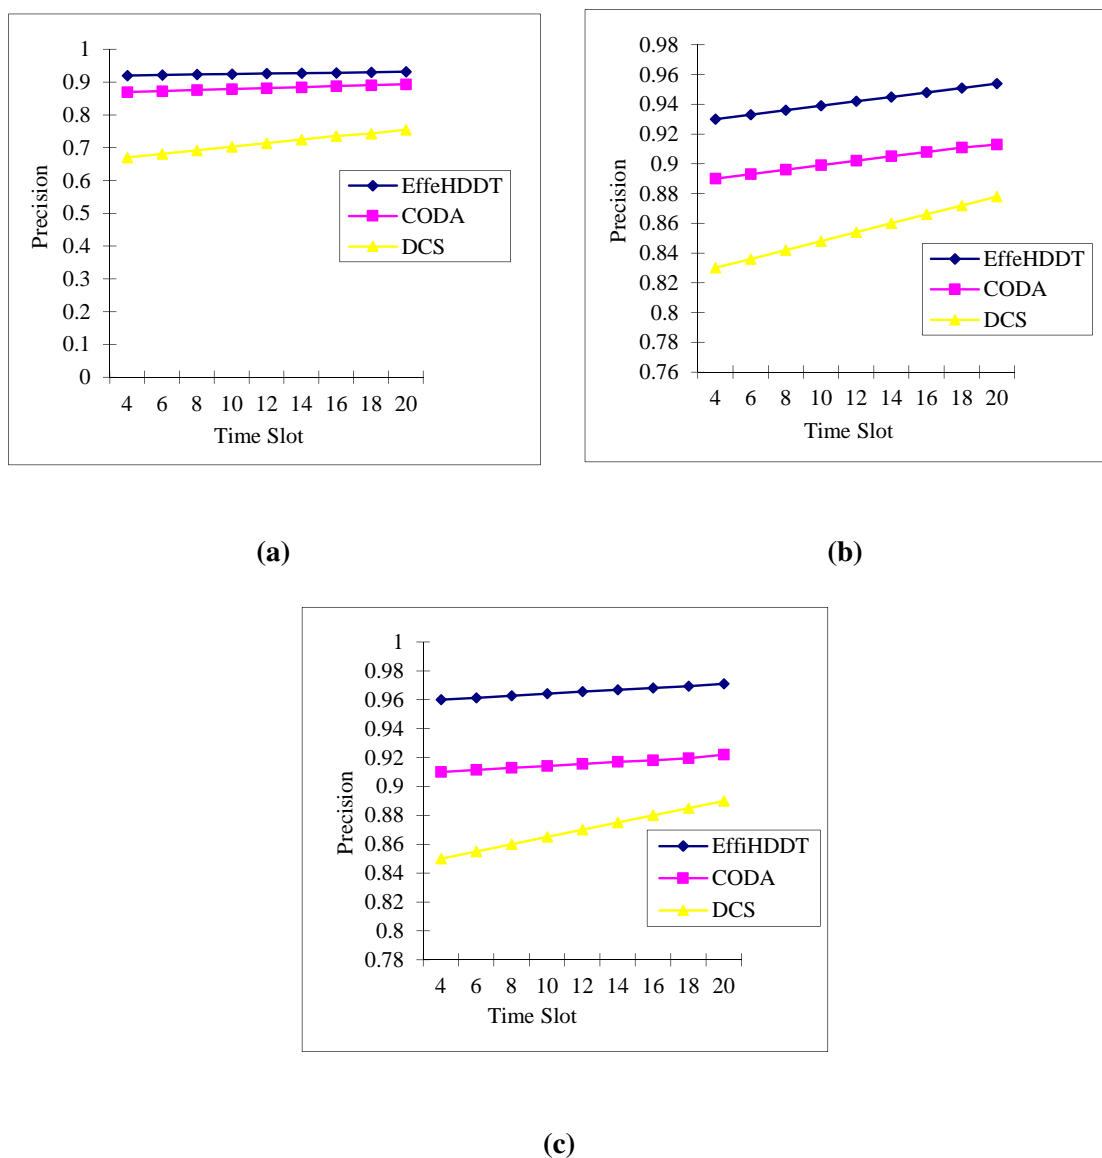 1
0.9
0.8
0.7
0.6
0.5
0.4
0.3
0.2
0.1
0
Precision
4 6 8 10 12 14 16 18 20
Time Slot
EffeHDDT
CODA
DCS
(a)
0.98
0.96
0.94
0.92
0.9
0.88
0.86
0.84
0.82
0.8
0.78
0.76
Precision
4 6 8 10 12 14 16 18 20
Time Slot
EffeHDDT
CODA
DCS
(b)
1
0.98
0.96
0.94
0.92
0.9
0.88
0.86
0.84
0.82
0.8
0.78
Precision
4 6 8 10 12 14 16 18 20
Time Slot
EffiHDDT
CODA
DCS
(c)